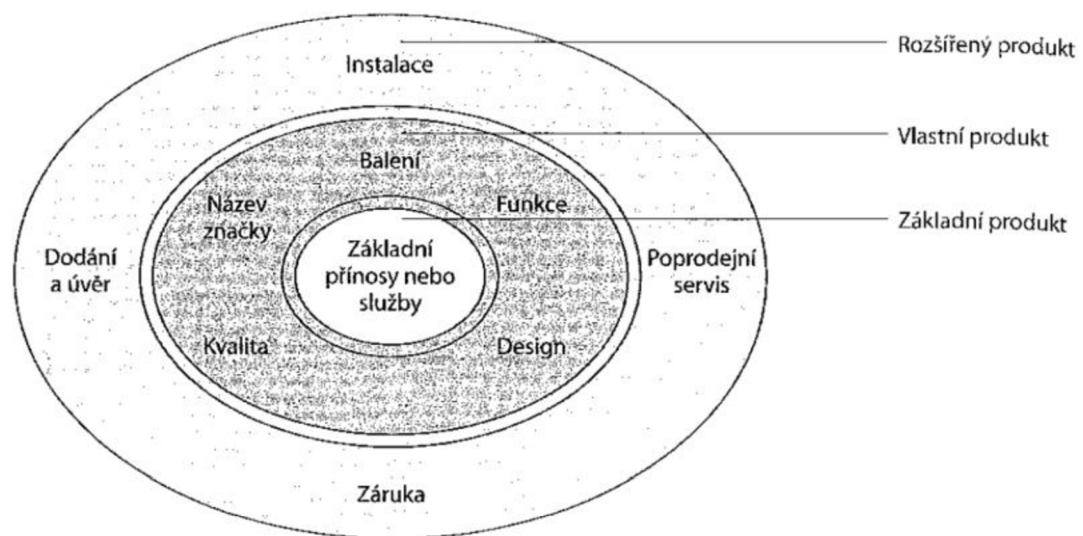 Rozšířený produkt
Instalace
Vlastní produkt
Balení
Název
značky
Funkce
Základní produkt
Základní
přínosy nebo
služby
Dodání
a úvěr
Poprodejní
servis
Kvalita
Design
Záruka